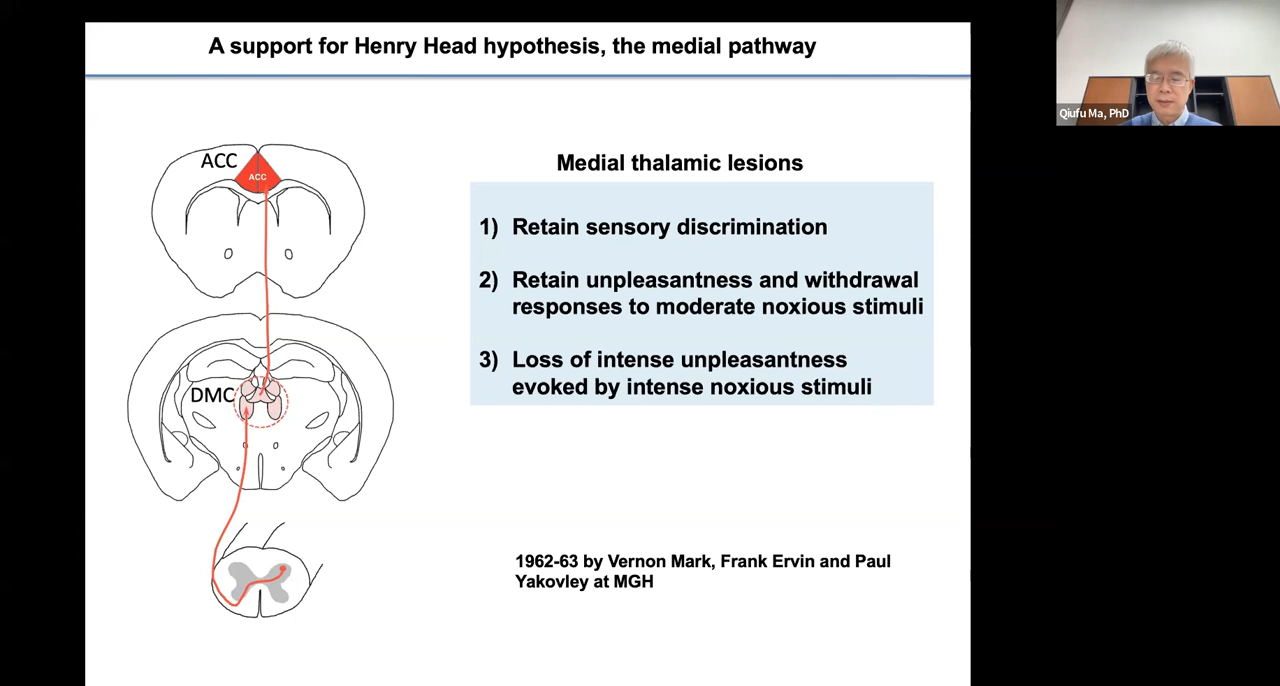 A support for Henry Head hypothesis, the medial pathway
Qiufu Ma, PhD
ACC
ACC
DMC
Medial thalamic lesions
1) Retain sensory discrimination
2) Retain unpleasantness and withdrawal
responses to moderate noxious stimuli
3) Loss of intense unpleasantness
evoked by intense noxious stimuli
1962-63 by Vernon Mark, Frank Ervin and Paul
Yakovley at MGH